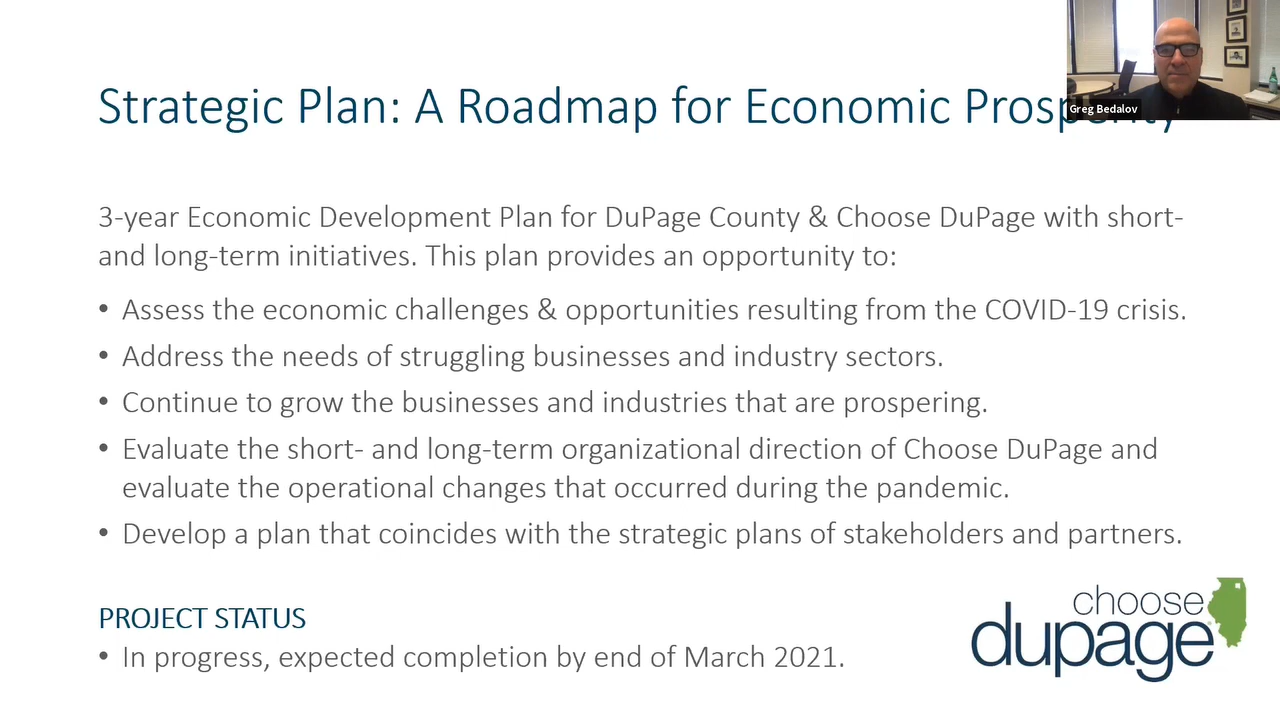 Strategic Plan: A Roadmap for Economic Prosperity
Greg Bedalov
3-year Economic Development Plan for DuPage County & Choose DuPage with short-
and long-term initiatives. This plan provides an opportunity to:
• Assess the economic challenges & opportunities resulting from the COVID-19 crisis.
• Address the needs of struggling businesses and industry sectors.
• Continue to grow the businesses and industries that are prospering.
• Evaluate the short- and long-term organizational direction of Choose DuPage and
evaluate the operational changes that occurred during the pandemic.
• Develop a plan that coincides with the strategic plans of stakeholders and partners.
PROJECT STATUS
• In progress, expected completion by end of March 2021.
choose
dupage